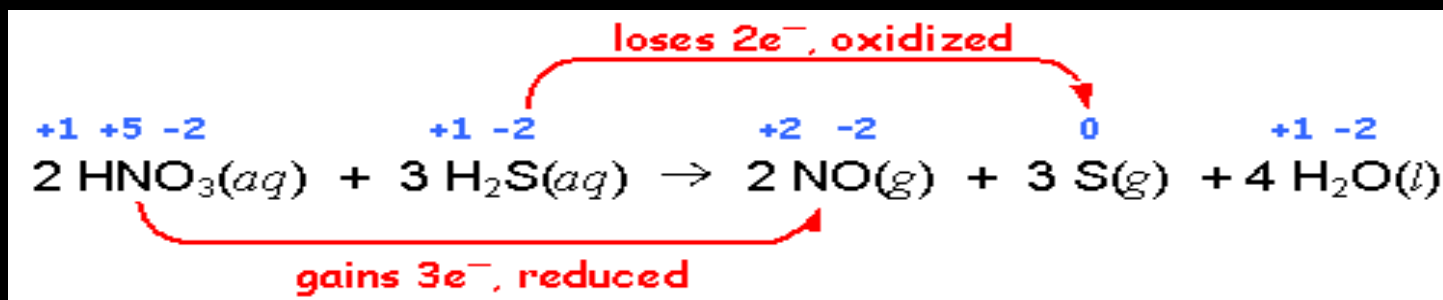 loses 2e⁻, oxidized
+1 +5 -2 +1 -2 +2 -2 0 +1 -2
2 HNO₃(aq) + 3 H₂S(aq) → 2 NO(g) + 3 S(g) + 4 H₂O(l)
gains 3e⁻, reduced